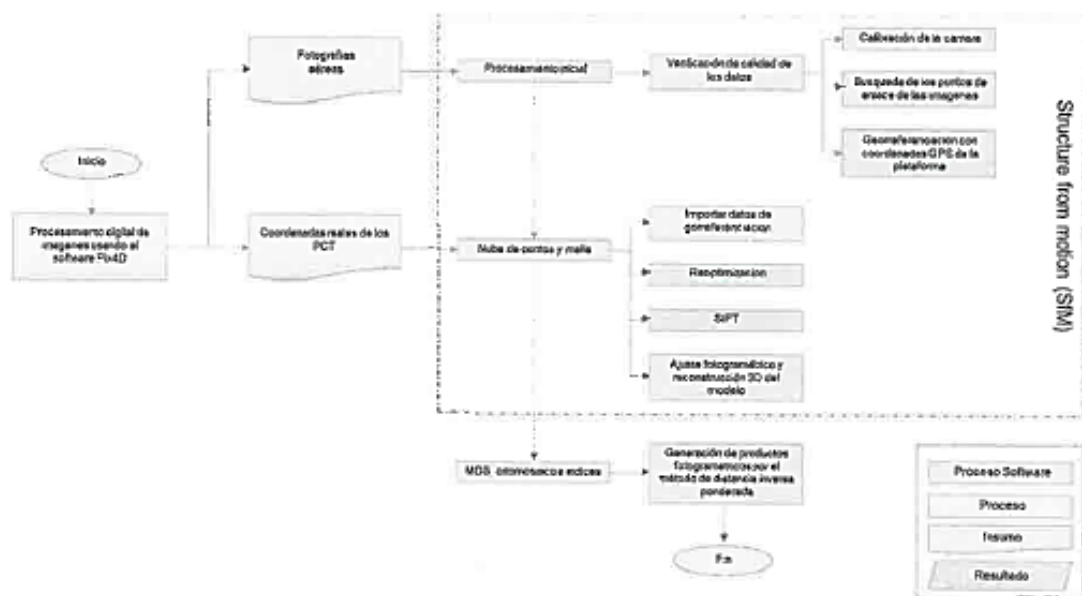 Inicio
Procesamiento digital de
imagenes usando el
software Pix4D
Fotografías
aéreas
Coordenadas reales de los
PCT
Procesamiento inicial
Verificación de calidad de
los datos
Calibración de la camara
Busqueda de los puntos de
enlace de las imagenes
Georreferenciación con
coordenadas GPS de la
plataforma
Nube de puntos y malla
Importar datos de
georreferenciacion
Reoptimizacion
SIFT
Ajuste fotogramétrico y
reconstrucción 3D del
modelo
Structure from motion (SfM)
MDS, ortomosaico e indices
Generación de productos
fotogrametricos por el
método de distancia inversa
ponderada
Fin
Proceso Software
Proceso
Insumo
Resultado